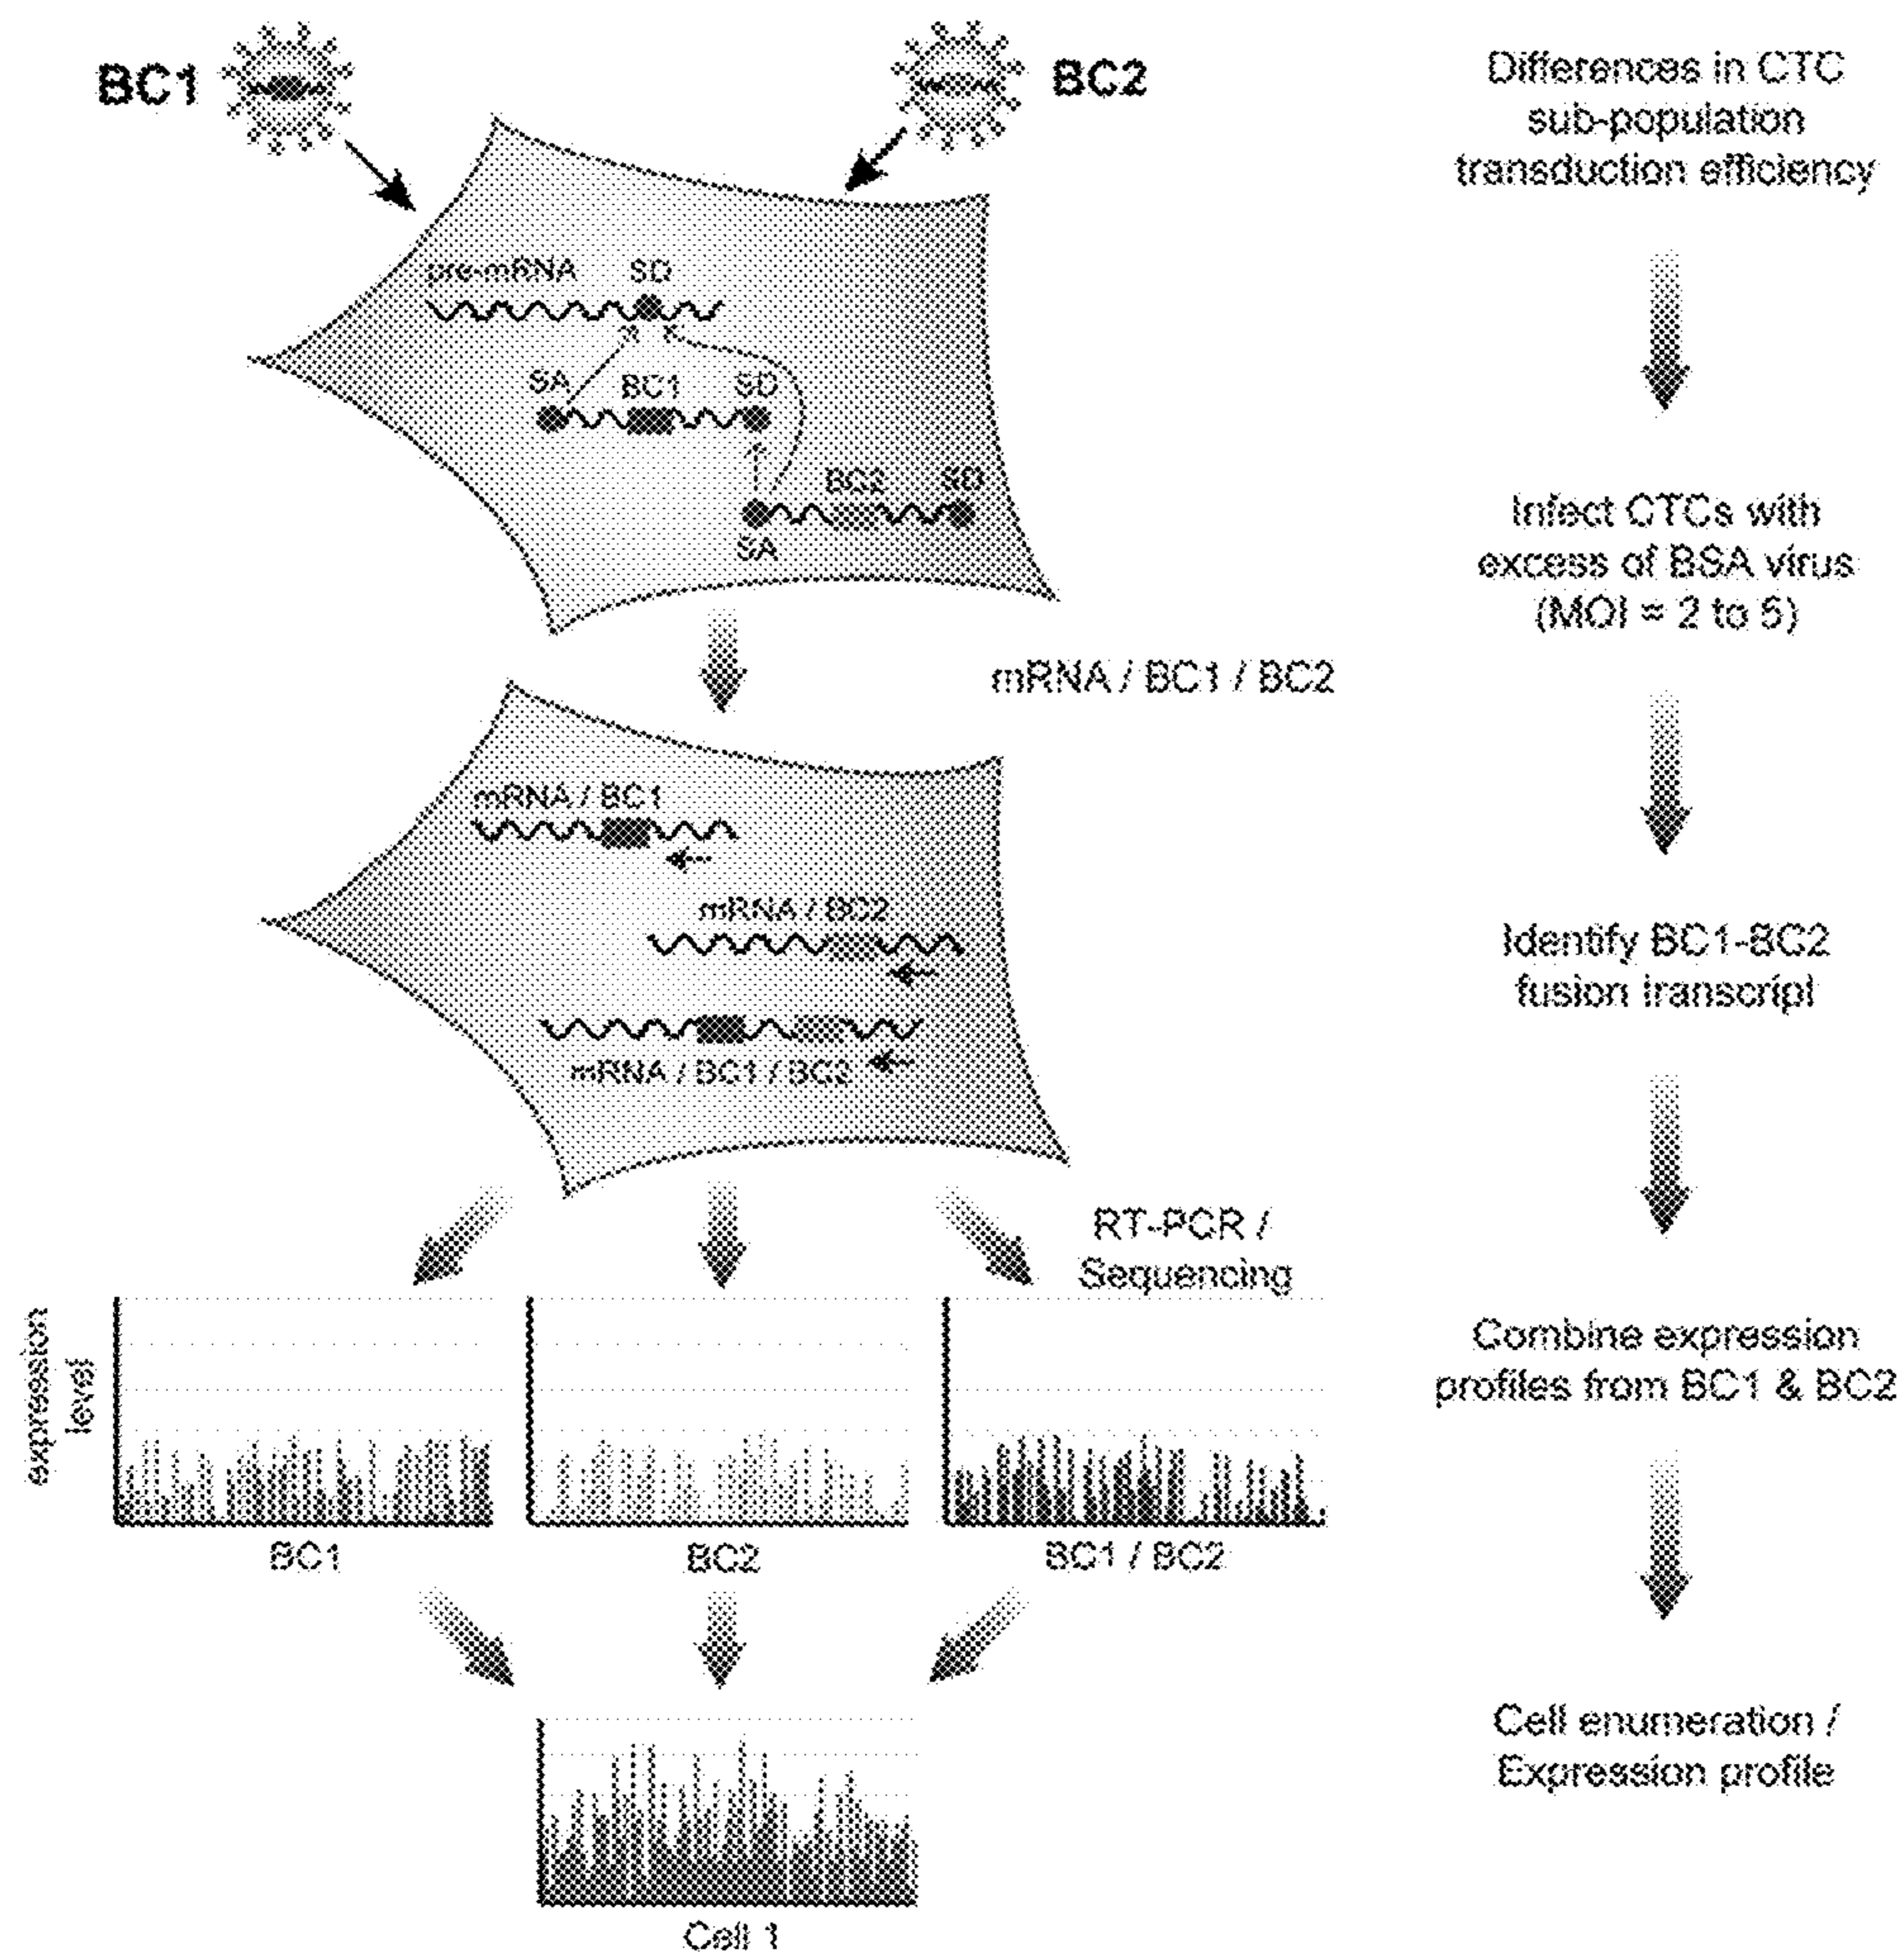 BC1
BC2
pre-mRNA
SD
SA
BC1
SD
BC2
SD
SA
mRNA / BC1 / BC2
mRNA / BC1
mRNA / BC2
mRNA / BC1 / BC2
RT-PCR /
Sequencing
expression
level
BC1
BC2
BC1 / BC2
Cell 1
Differences in CTC
sub-population
transduction efficiency
Infect CTCs with
excess of BSA virus
(MOI = 2 to 5)
Identify BC1-BC2
fusion transcript
Combine expression
profiles from BC1 & BC2
Cell enumeration /
Expression profile